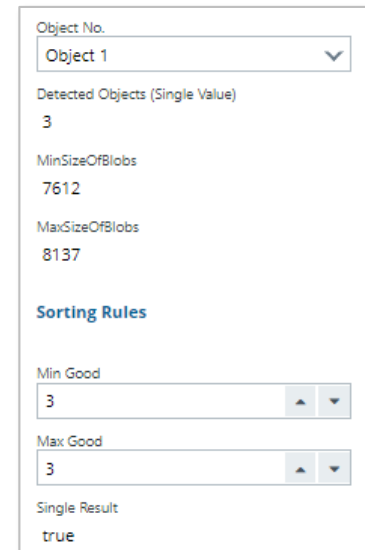 Object No.
Object 1
Detected Objects (Single Value)
3
MinSizeOfBlobs
7612
MaxSizeOfBlobs
8137
Sorting Rules
Min Good
3
Max Good
3
Single Result
true